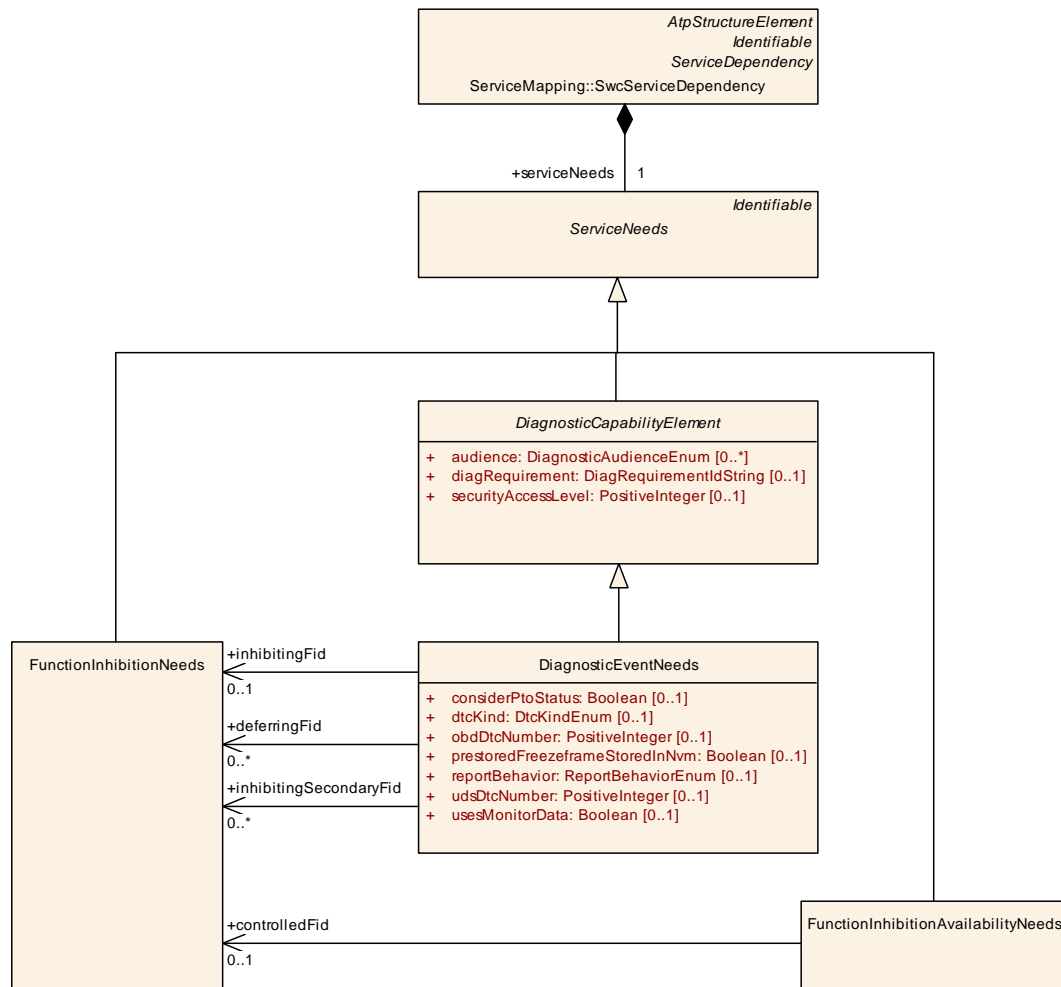 AtpStructureElement
Identifiable
ServiceDependency
ServiceMapping::SwcServiceDependency
+serviceNeeds 1
Identifiable
ServiceNeeds
DiagnosticCapabilityElement
+ audience: DiagnosticAudienceEnum [0..*]
+ diagRequirement: DiagRequirementIdString [0..1]
+ securityAccessLevel: PositiveInteger [0..1]
FunctionInhibitionNeeds
+inhibitingFid
0..1
+deferringFid
0..*
+inhibitingSecondaryFid
0..*
DiagnosticEventNeeds
+ considerPtoStatus: Boolean [0..1]
+ dtcKind: DtcKindEnum [0..1]
+ obdDtcNumber: PositiveInteger [0..1]
+ prestoredFreezeframeStoredInNvm: Boolean [0..1]
+ reportBehavior: ReportBehaviorEnum [0..1]
+ udsDtcNumber: PositiveInteger [0..1]
+ usesMonitorData: Boolean [0..1]
+controlledFid
0..1
FunctionInhibitionAvailabilityNeeds